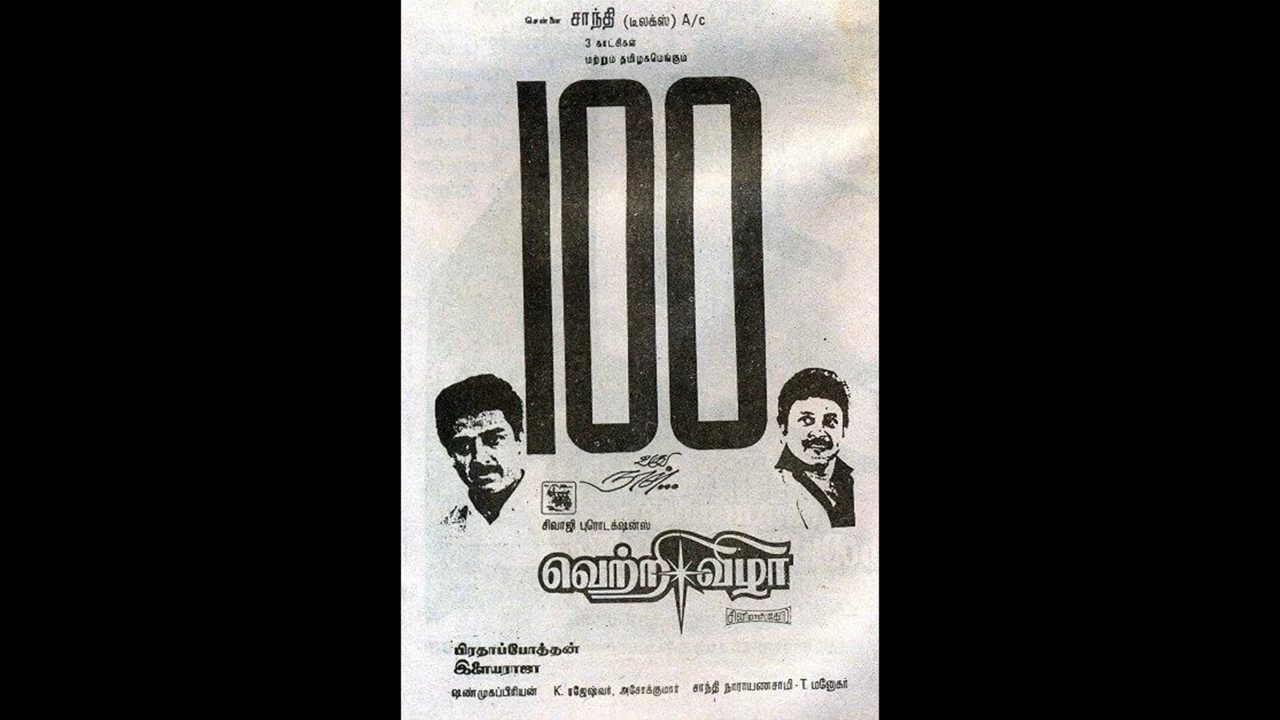 சென்னை சாந்தி (டீலக்ஸ்) A/c
3 காட்சிகள்
மற்றும் தமிழகமெங்கும்
100
வது நாள்...
சிவாஜி புரொடக்ஷன்ஸ்
வெற்றி விழா
சினிமாஸ்கோப்
பிரதாப்போத்தன்
இளையராஜா
ஷண்முகப்பிரியன் K. ராஜேஷ்வர், அசோக்குமார் சாந்தி நாராயணசாமி - T. மனோகர்